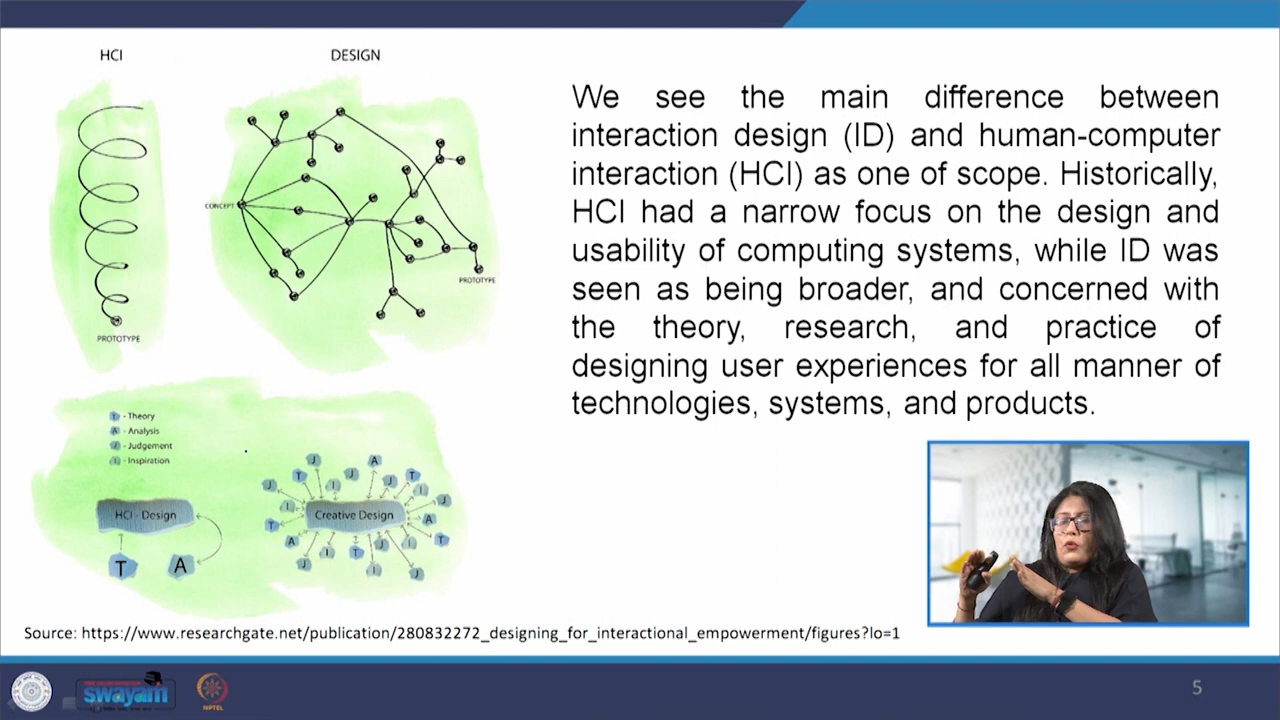 HCI
DESIGN
CONCEPT
PROTOTYPE
PROTOTYPE
T - Theory
A - Analysis
J - Judgement
I - Inspiration
HCI - Design
T
A
Creative Design
J
A
T
J
J
T
I
J
I
J
I
J
T
A
A
T
J
I
T
J
I
J
I
J
We see the main difference between
interaction design (ID) and human-computer
interaction (HCI) as one of scope. Historically,
HCI had a narrow focus on the design and
usability of computing systems, while ID was
seen as being broader, and concerned with
the theory, research, and practice of
designing user experiences for all manner of
technologies, systems, and products.
Source: https://www.researchgate.net/publication/280832272_designing_for_interactional_empowerment/figures?lo=1
swayam
NPTEL
5